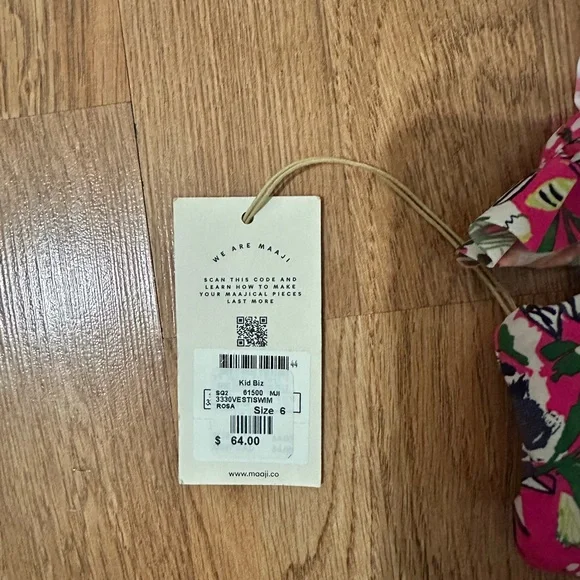 WE ARE MAAJI
SCAN THIS CODE AND
LEARN HOW TO MAKE
YOUR MAAJICAL PIECES
LAST MORE
44
Kid Biz
SQ2 61500 MJI
3330VESTISWIM
ROSA Size 6
$ 64.00
www.maaji.co